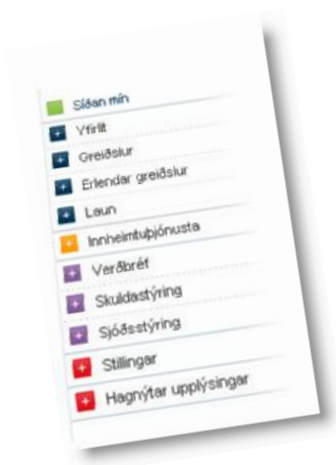 Síðan mín
Yfirlit
Greiðslur
Erlendar greiðslur
Laun
Innheimtuþjónusta
Verðbréf
Skuldastýring
Sjóðsstýring
Stillingar
Hagnýtar upplýsingar